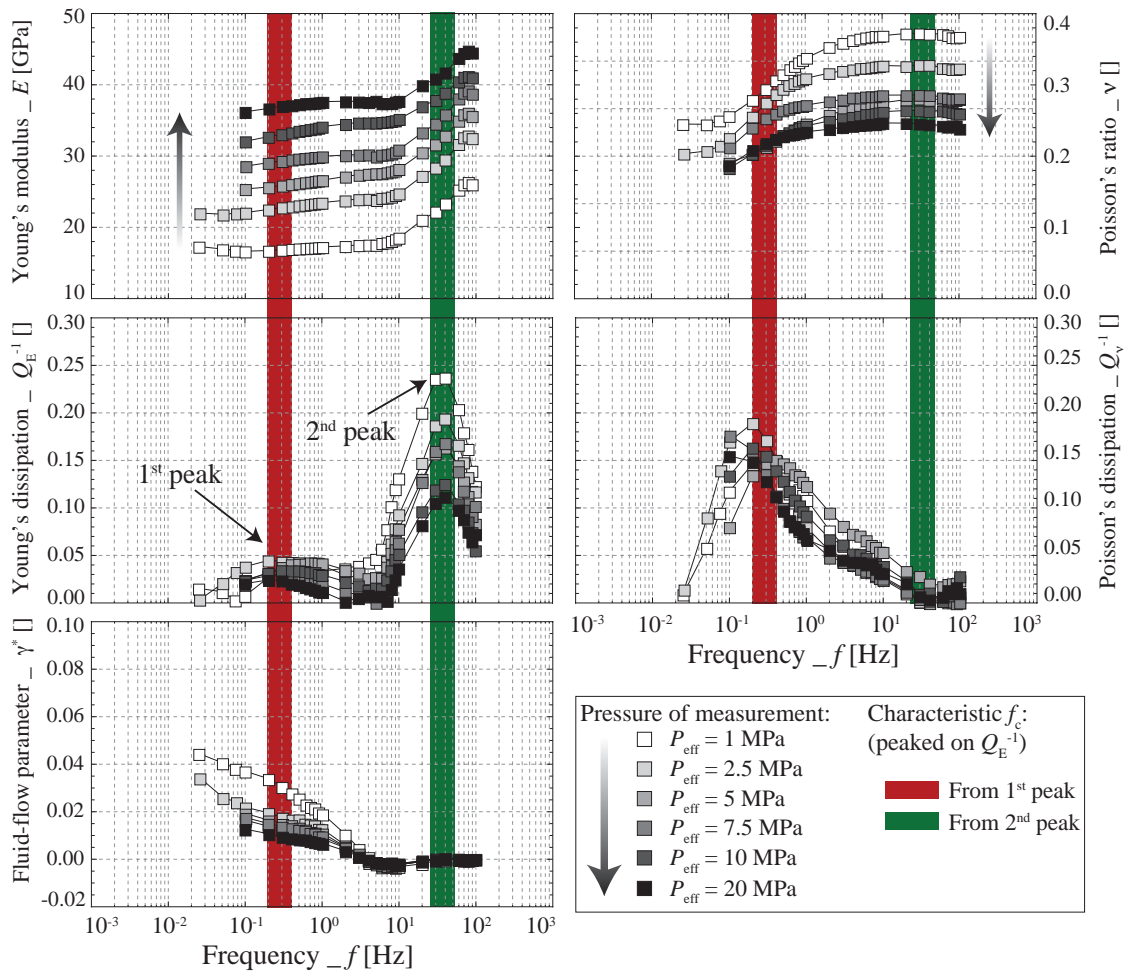 50
40
30
20
10
Young's modulus _ E [GPa]
0.4
0.3
0.2
0.1
0.0
Poisson's ratio _ ν []
0.30
0.25
0.20
0.15
0.10
0.05
0.00
Young's dissipation _ Q_E^-1 []
1st peak
2nd peak
0.30
0.25
0.20
0.15
0.10
0.05
0.00
Poisson's dissipation _ Q_ν^-1 []
10^-3 10^-2 10^-1 10^0 10^1 10^2 10^3
Frequency _ f [Hz]
0.10
0.08
0.06
0.04
0.02
0.00
-0.02
Fluid-flow parameter _ γ* []
10^-3 10^-2 10^-1 10^0 10^1 10^2 10^3
Frequency _ f [Hz]
Pressure of measurement:
P_eff = 1 MPa
P_eff = 2.5 MPa
P_eff = 5 MPa
P_eff = 7.5 MPa
P_eff = 10 MPa
P_eff = 20 MPa
Characteristic f_c:
(peaked on Q_E^-1)
From 1st peak
From 2nd peak